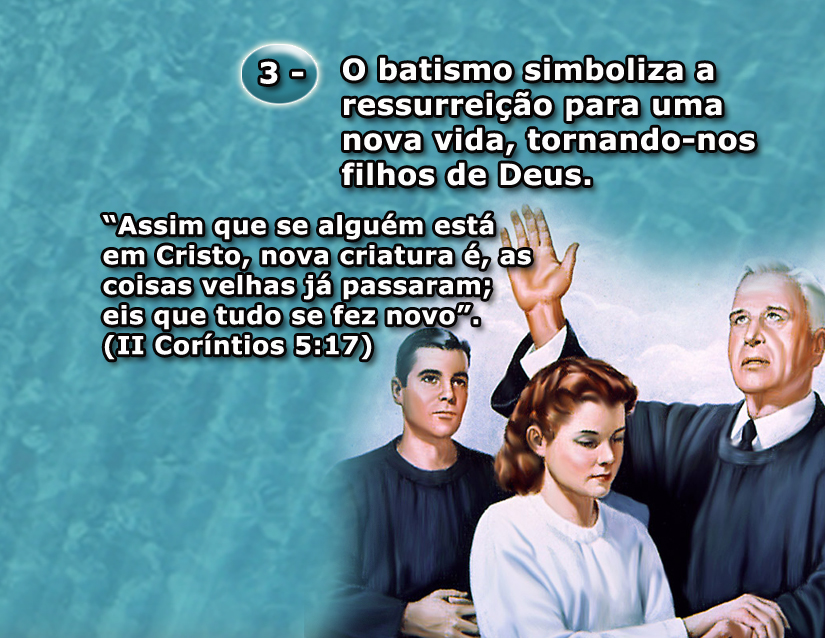 3 - O batismo simboliza a
ressurreição para uma
nova vida, tornando-nos
filhos de Deus.
“Assim que se alguém está
em Cristo, nova criatura é, as
coisas velhas já passaram;
eis que tudo se fez novo”.
(II Coríntios 5:17)